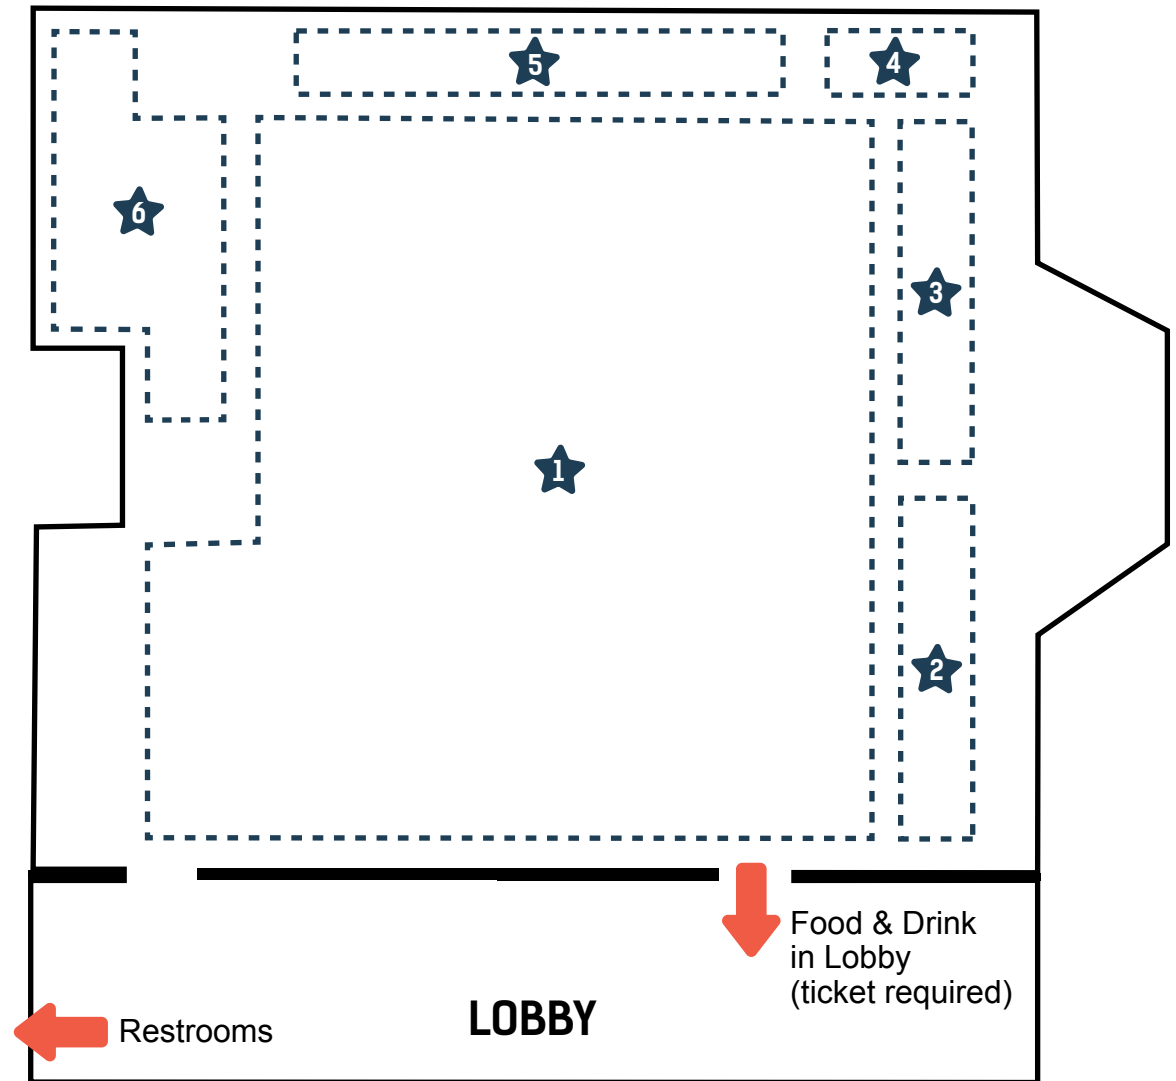 5
4
6
3
1
2
Food & Drink
in Lobby
(ticket required)
LOBBY
Restrooms